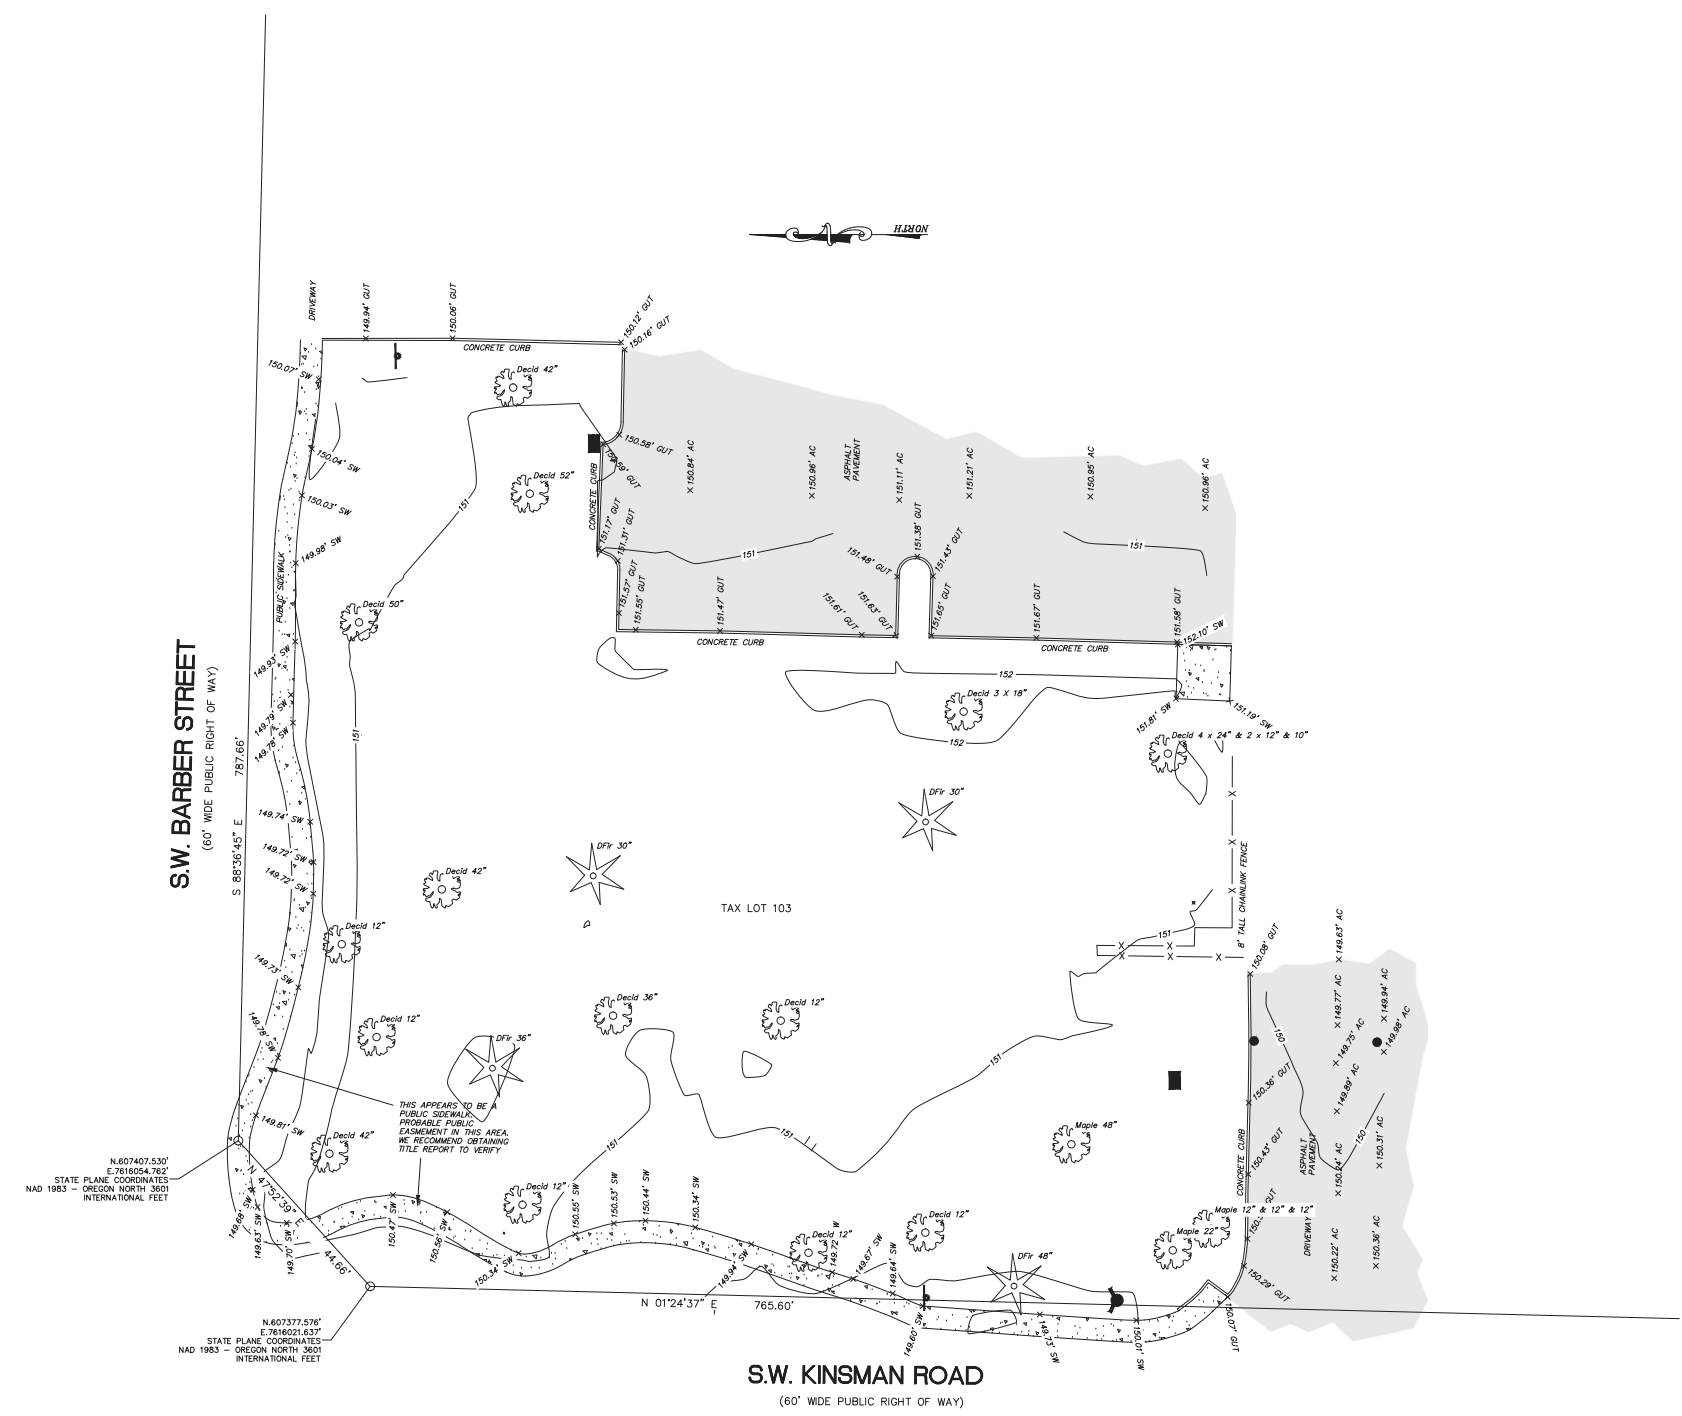 NORTH
DRIVEWAY
149.94' GUT
150.06' GUT
150.12' GUT
150.16' GUT
CONCRETE CURB
150.07' SW
Decid 42"
150.04' SW
150.58' GUT
Decid 52"
CONCRETE CURB
150.03' SW
151
150.84' AC
150.96' AC
ASPHALT
PAVEMENT
151.11' AC
151.21' AC
150.95' AC
150.96' AC
149.98' SW
PUBLIC SIDEWALK
151.17' GUT
151.31' GUT
151
151.48' GUT
151.38' GUT
151.43' GUT
151
Decid 50"
151.57' GUT
151.55' GUT
151.47' GUT
151.61' GUT
151.63' GUT
151.65' GUT
151.67' GUT
151.58' GUT
152.10' SW
CONCRETE CURB
CONCRETE CURB
149.93' SW
152
Decid 3 X 18"
152
151.81' SW
151.19' SW
149.79' SW
149.78' SW
151
Decid 4 x 24" & 2 x 12" & 10"
S.W. BARBER STREET
(60' WIDE PUBLIC RIGHT OF WAY)
S 88°36'45" E 787.66'
149.74' SW
149.72' SW
149.72' SW
DFir 30"
DFir 30"
Decid 42"
TAX LOT 103
8' TALL CHAINLINK FENCE
Decid 12"
151
149.73' SW
150.08' GUT
149.63' AC
149.77' AC
149.94' AC
149.98' AC
149.75' AC
149.89' AC
149.78' SW
Decid 12"
DFir 36"
Decid 36"
Decid 12"
151
150
150.36' GUT
THIS APPEARS TO BE A
PUBLIC SIDEWALK.
PROBABLE PUBLIC
EASMEMENT IN THIS AREA.
WE RECOMMEND OBTAINING
TITLE REPORT TO VERIFY
149.81' SW
Decid 42"
151
151
Maple 48"
CONCRETE CURB
150.43' GUT
ASPHALT
PAVEMENT
150
150.31' AC
150.24' AC
N.607407.530'
E.7616054.762'
STATE PLANE COORDINATES
NAD 1983 – OREGON NORTH 3601
INTERNATIONAL FEET
N 47°52'39" E
44.66'
149.68' SW
149.63' SW
149.70' SW
150.47' SW
150.56' SW
150.34' SW
Decid 12"
150.55' SW
150.53' SW
150.44' SW
150.34' SW
149.94' SW
Decid 12"
149.72' W
149.67' SW
149.64' SW
Decid 12"
DFir 48"
Maple 12" & 12" & 12"
Maple 22"
DRIVEWAY
150.22' AC
150.36' AC
150.29' GUT
150.07' GUT
N 01°24'37" E 765.60'
149.60' SW
149.73' SW
150.01' SW
N.607377.576'
E.7616021.637'
STATE PLANE COORDINATES
NAD 1983 – OREGON NORTH 3601
INTERNATIONAL FEET
S.W. KINSMAN ROAD
(60' WIDE PUBLIC RIGHT OF WAY)